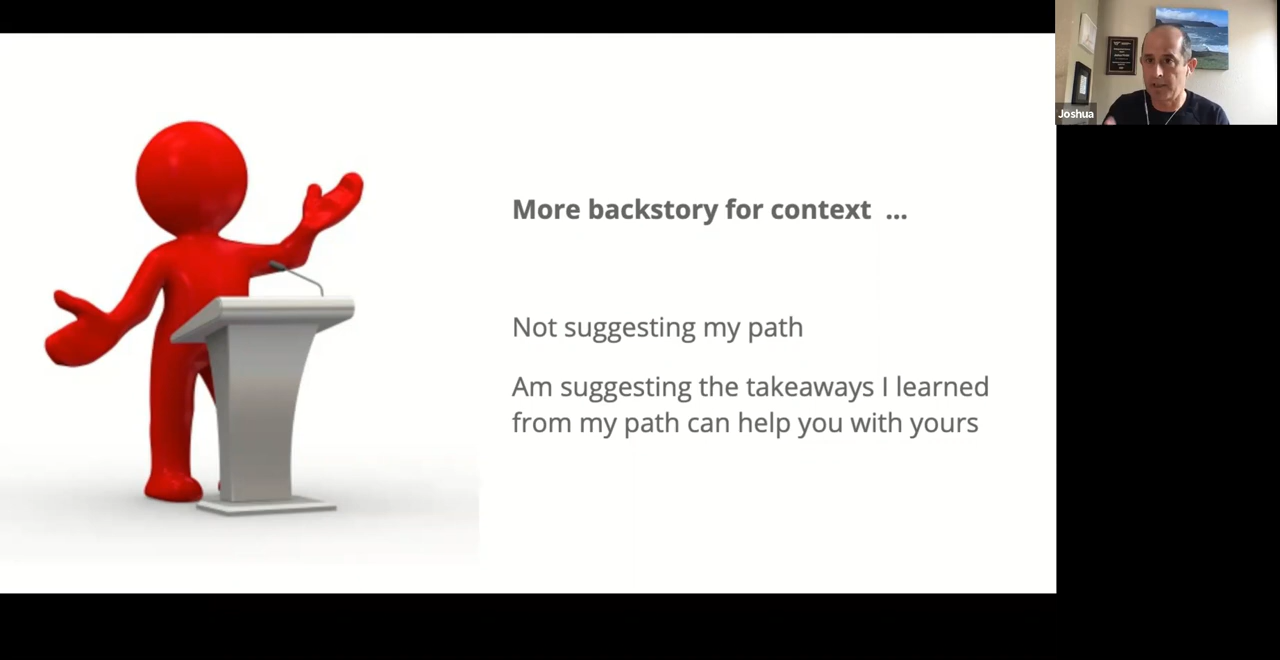 More backstory for context ...
Not suggesting my path
Am suggesting the takeaways I learned
from my path can help you with yours
Joshua